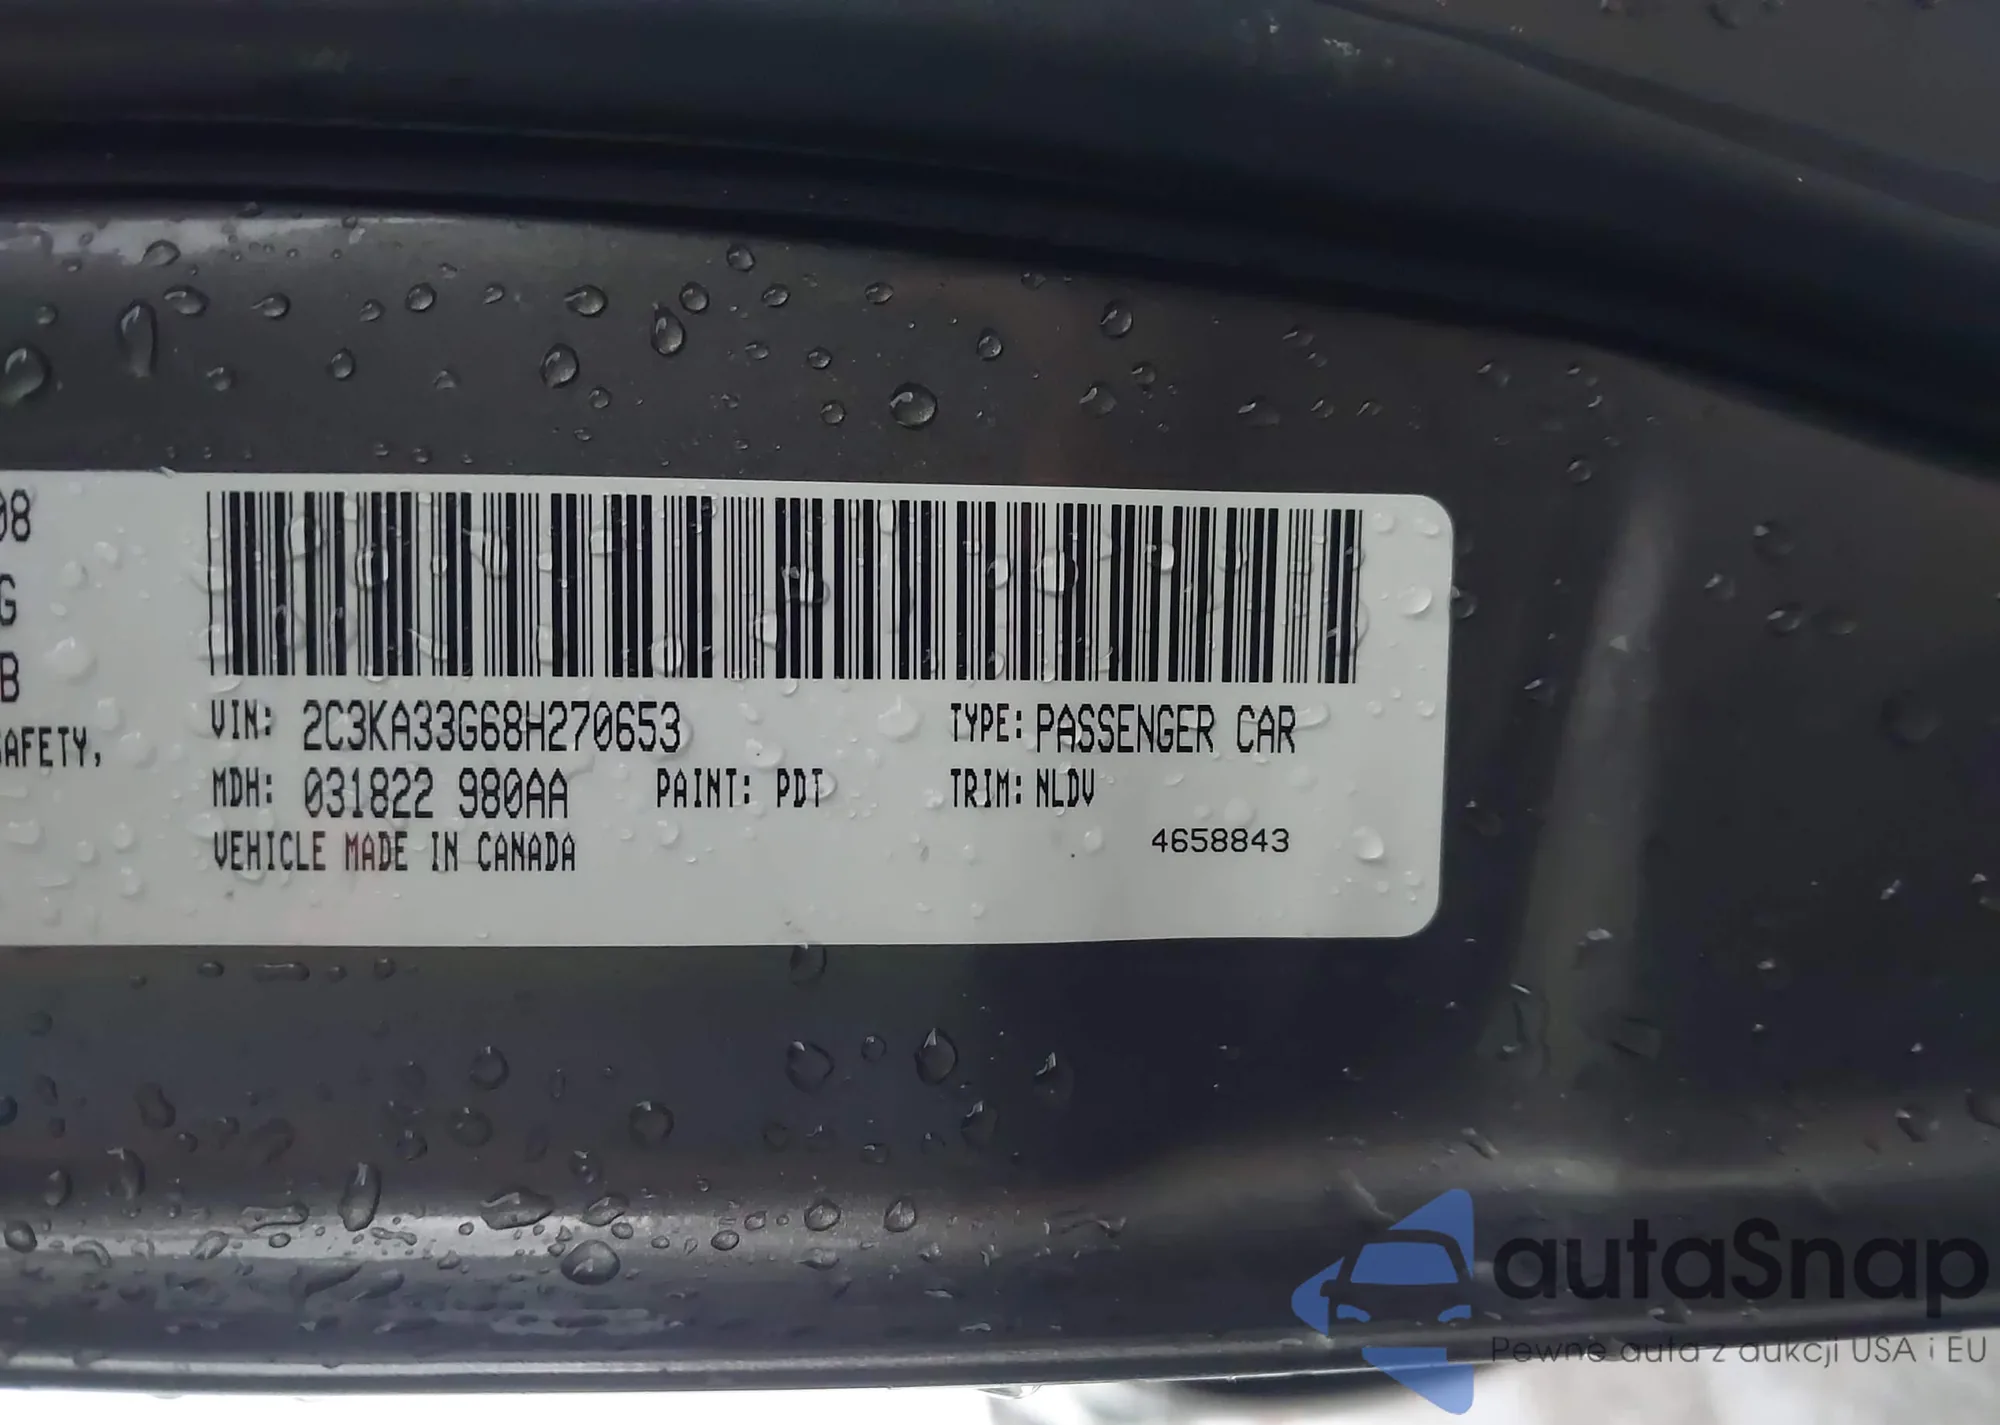 08
G
B
SAFETY,
VIN: 2C3KA33G68H270653 TYPE: PASSENGER CAR
MDH: 031822 980AA PAINT: PDT TRIM: NLDV
VEHICLE MADE IN CANADA 4658843
autaSnap
Pewne auta z aukcji USA i EU